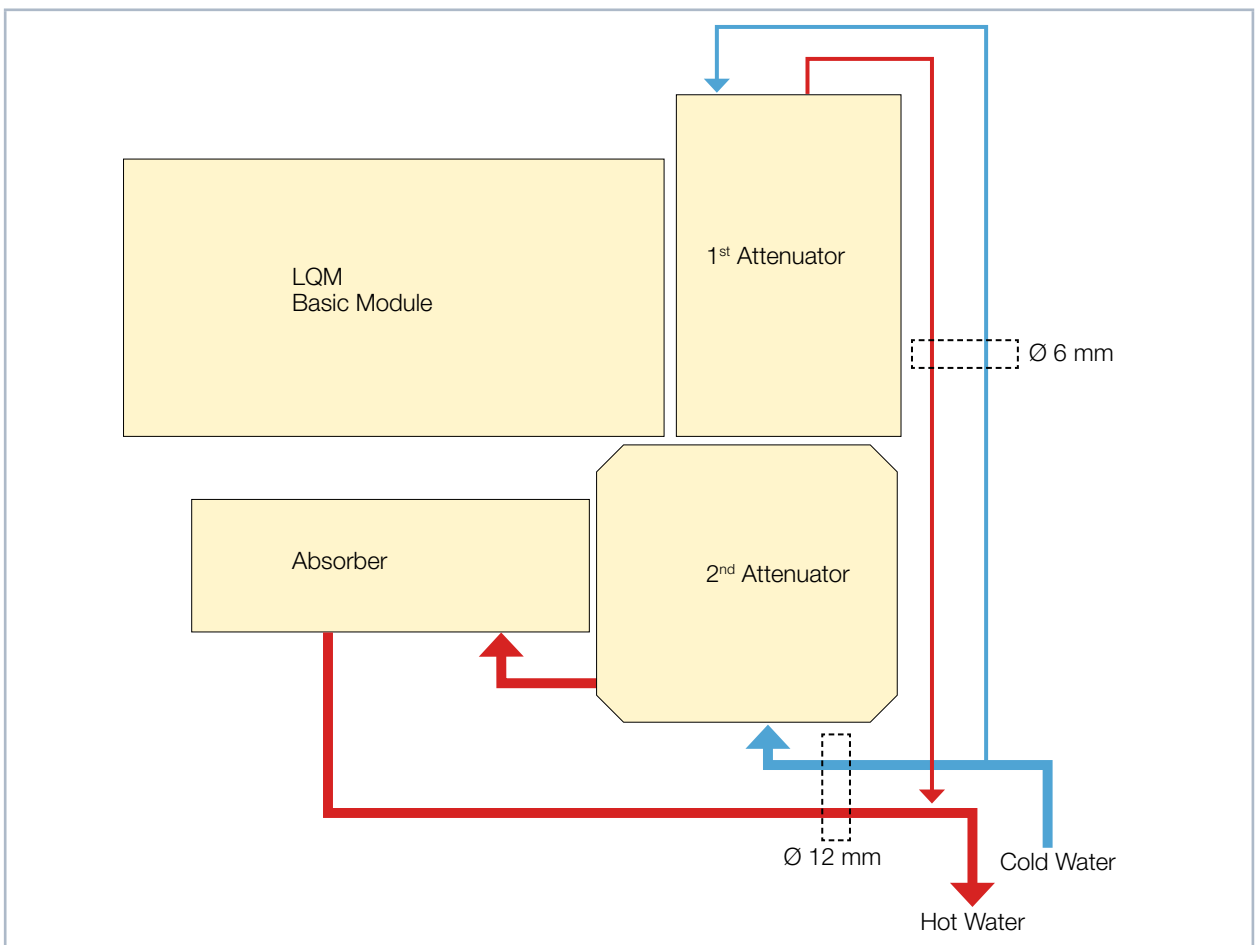 1st Attenuator
LQM
Basic Module
Ø 6 mm
Absorber
2nd Attenuator
Ø 12 mm
Cold Water
Hot Water